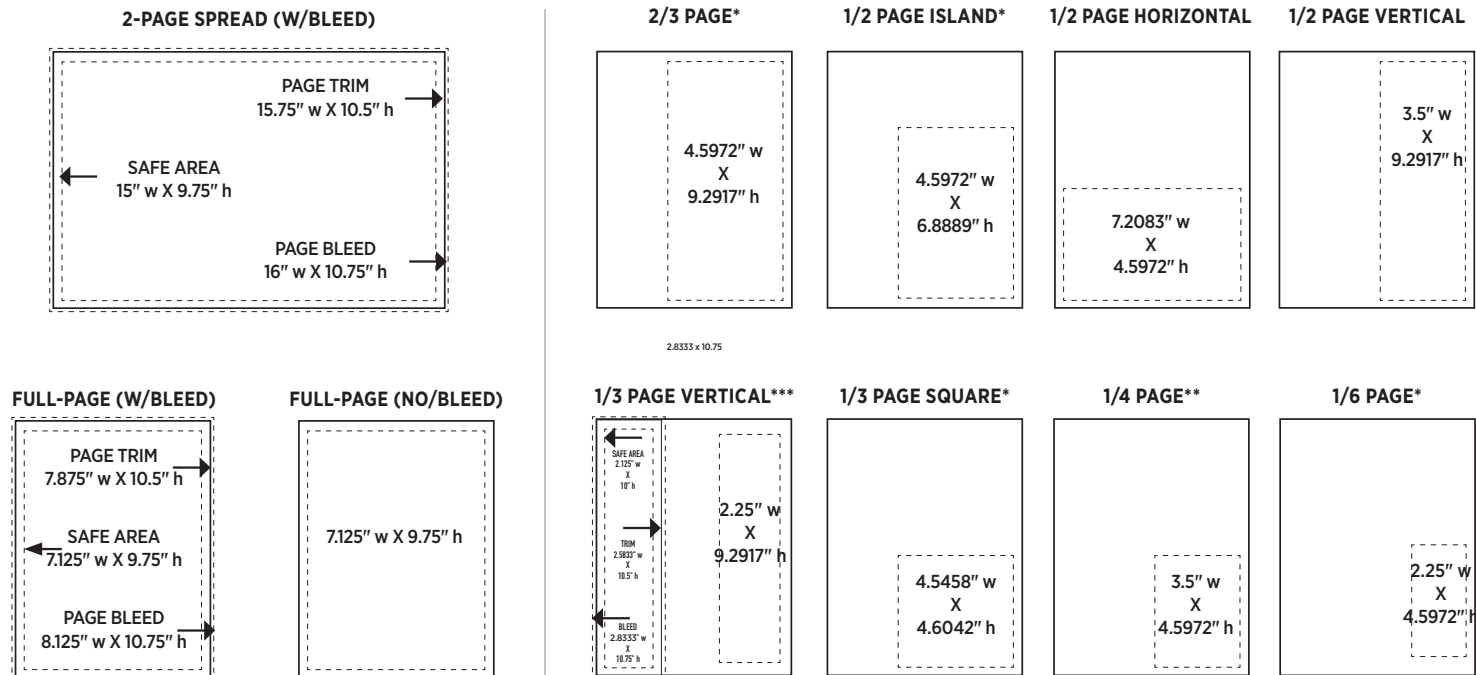 2-PAGE SPREAD (W/BLEED)
PAGE TRIM
15.75" w X 10.5" h
SAFE AREA
15" w X 9.75" h
PAGE BLEED
16" w X 10.75" h
2/3 PAGE*
4.5972" w
X
9.2917" h
1/2 PAGE ISLAND*
4.5972" w
X
6.8889" h
1/2 PAGE HORIZONTAL
7.2083" w
X
4.5972" h
1/2 PAGE VERTICAL
3.5" w
X
9.2917" h
2.8333 x 10.75
FULL-PAGE (W/BLEED)
PAGE TRIM
7.875" w X 10.5" h
SAFE AREA
7.125" w X 9.75" h
PAGE BLEED
8.125" w X 10.75" h
FULL-PAGE (NO/BLEED)
7.125" w X 9.75" h
1/3 PAGE VERTICAL***
SAFE AREA
2.125" w
X
10" h
TRIM
2.5833" w
X
10.5" h
BLEED
2.8333" w
X
10.75" h
2.25" w
X
9.2917" h
1/3 PAGE SQUARE*
4.5458" w
X
4.6042" h
1/4 PAGE**
3.5" w
X
4.5972" h
1/6 PAGE*
2.25" w
X
4.5972" h